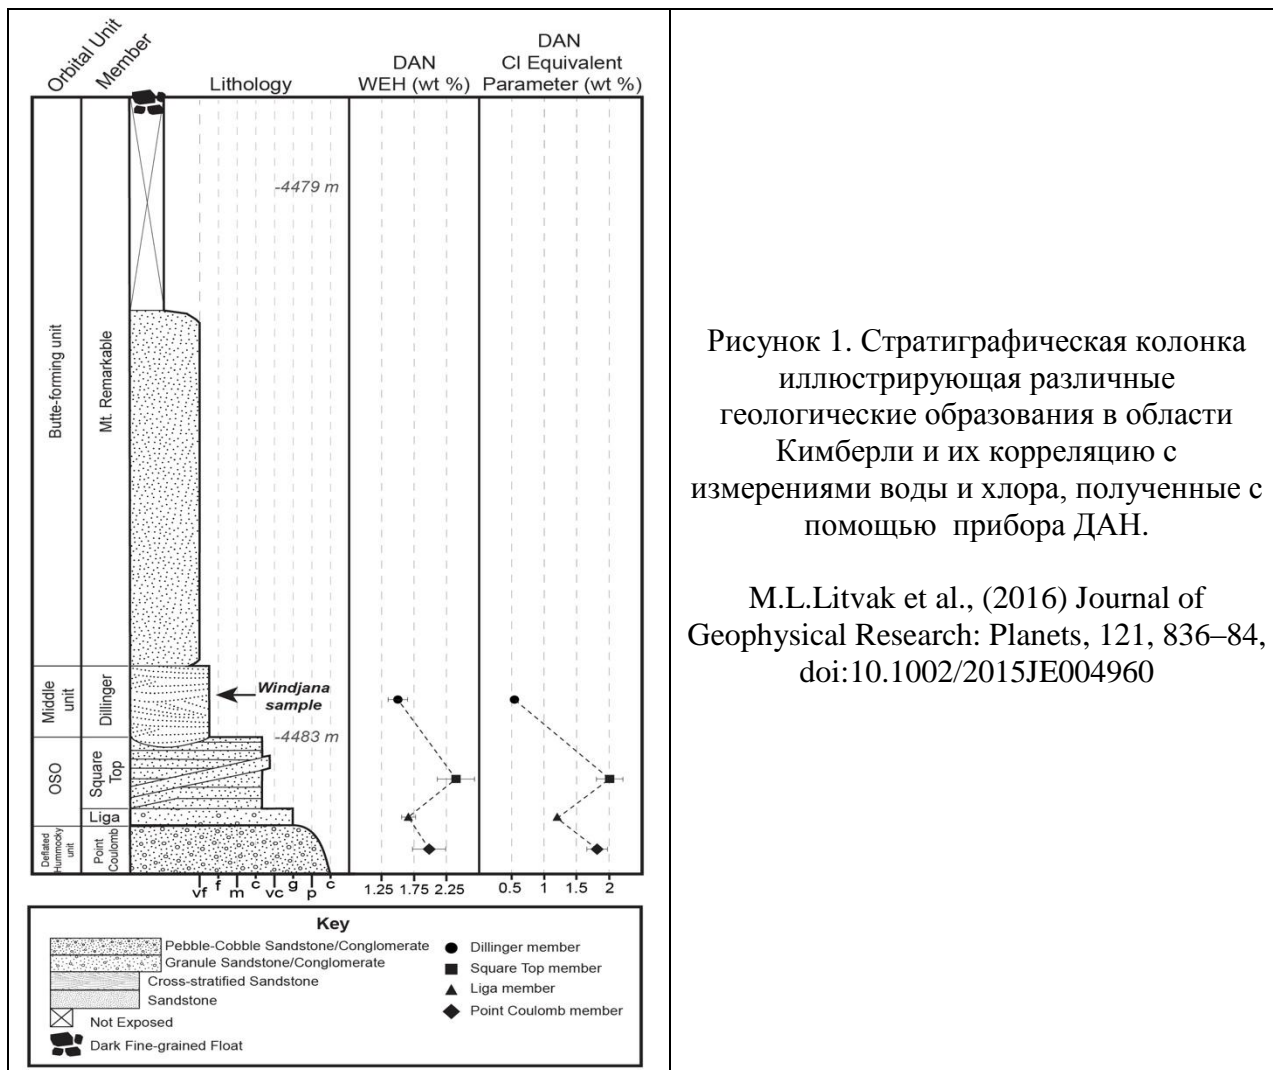 Orbital Unit
Member
Lithology
DAN
WEH (wt %)
DAN
Cl Equivalent
Parameter (wt %)
-4479 m
Butte-forming unit
Mt. Remarkable
Middle
unit
Dillinger
Windjana
sample
-4483 m
OSO
Square
Top
Liga
Deflated
Hummocky
unit
Point
Coulomb
vf f m c vc g p c
1.25 1.75 2.25
0.5 1 1.5 2
Key
Pebble-Cobble Sandstone/Conglomerate
Granule Sandstone/Conglomerate
Cross-stratified Sandstone
Sandstone
Not Exposed
Dark Fine-grained Float
Dillinger member
Square Top member
Liga member
Point Coulomb member
Рисунок 1. Стратиграфическая колонка
иллюстрирующая различные
геологические образования в области
Кимберли и их корреляцию с
измерениями воды и хлора, полученные с
помощью прибора ДАН.
M.L.Litvak et al., (2016) Journal of
Geophysical Research: Planets, 121, 836–84,
doi:10.1002/2015JE004960